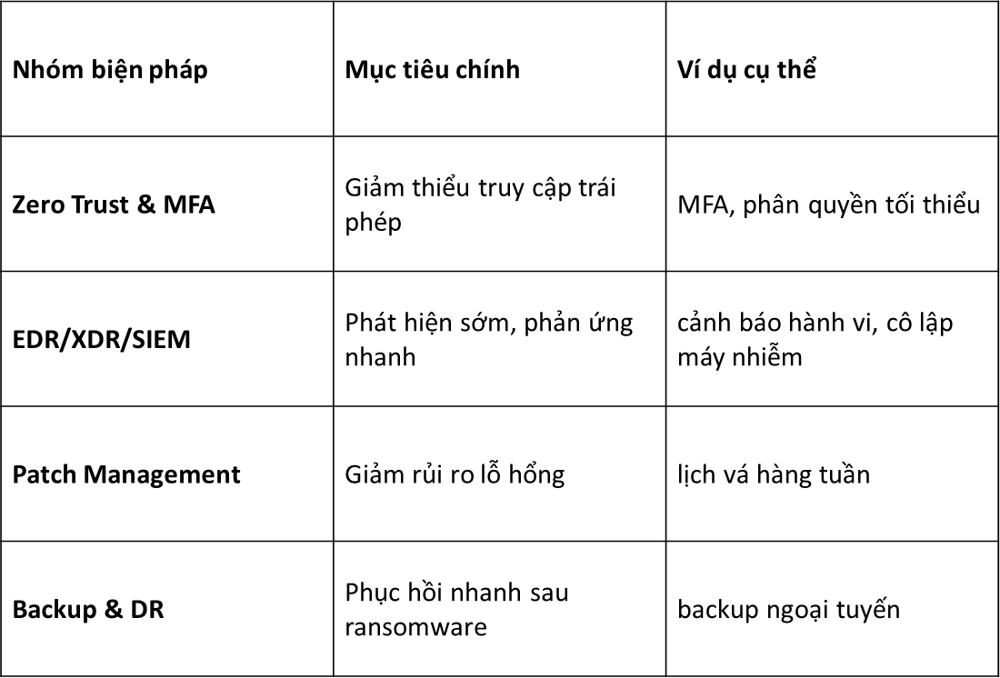 Nhóm biện pháp
Mục tiêu chính
Ví dụ cụ thể
Zero Trust & MFA
Giảm thiểu truy cập trái
phép
MFA, phân quyền tối thiểu
EDR/XDR/SIEM
Phát hiện sớm, phản ứng
nhanh
cảnh báo hành vi, cô lập
máy nhiễm
Patch Management
Giảm rủi ro lỗ hổng
lịch vá hàng tuần
Backup & DR
Phục hồi nhanh sau
ransomware
backup ngoại tuyến